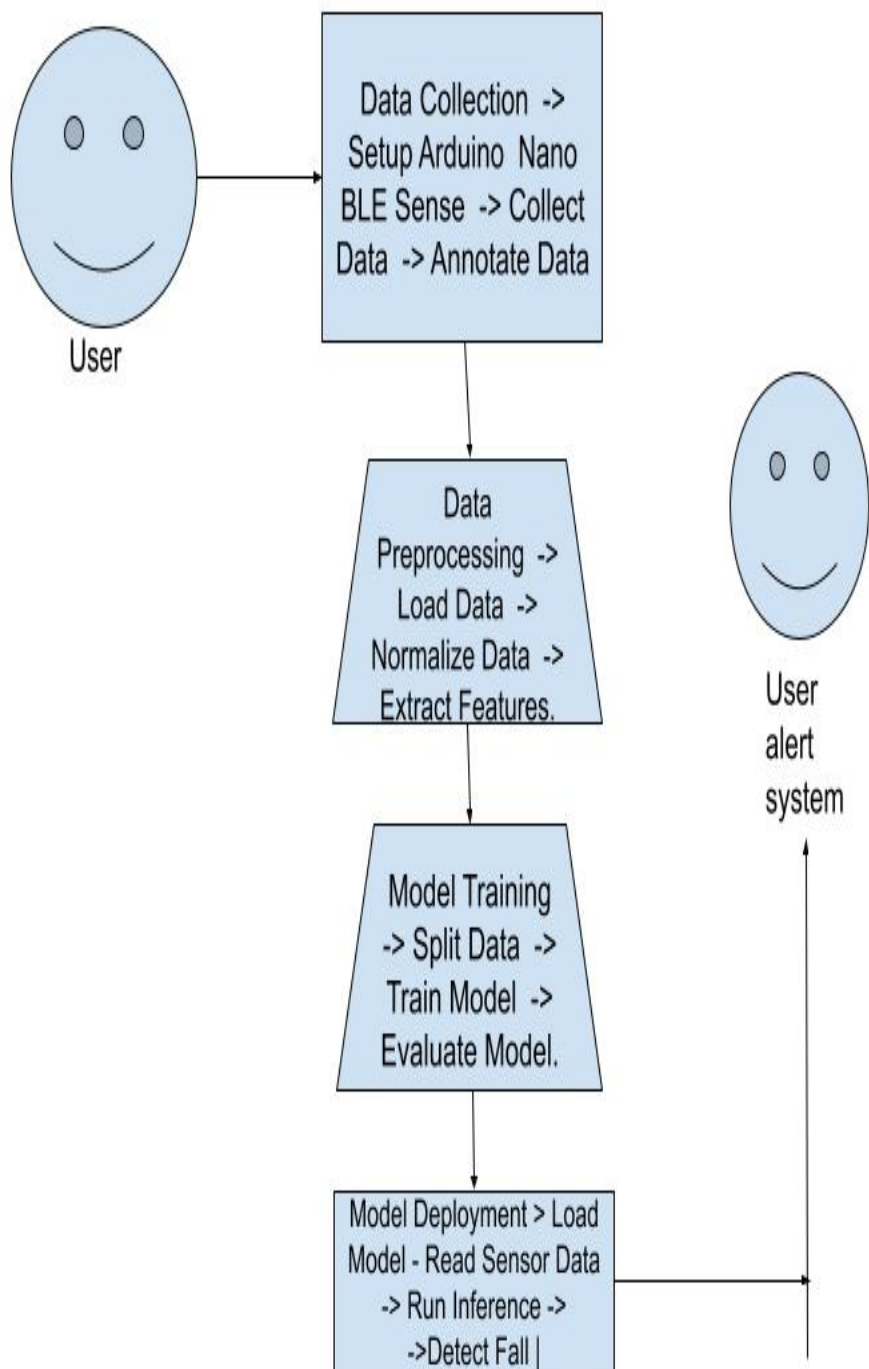 Data Collection ->
Setup Arduino Nano
BLE Sense -> Collect
Data -> Annotate Data
User
Data
Preprocessing ->
Load Data ->
Normalize Data ->
Extract Features.
User
alert
system
Model Training
-> Split Data ->
Train Model ->
Evaluate Model.
Model Deployment > Load
Model - Read Sensor Data
-> Run Inference ->
->Detect Fall |